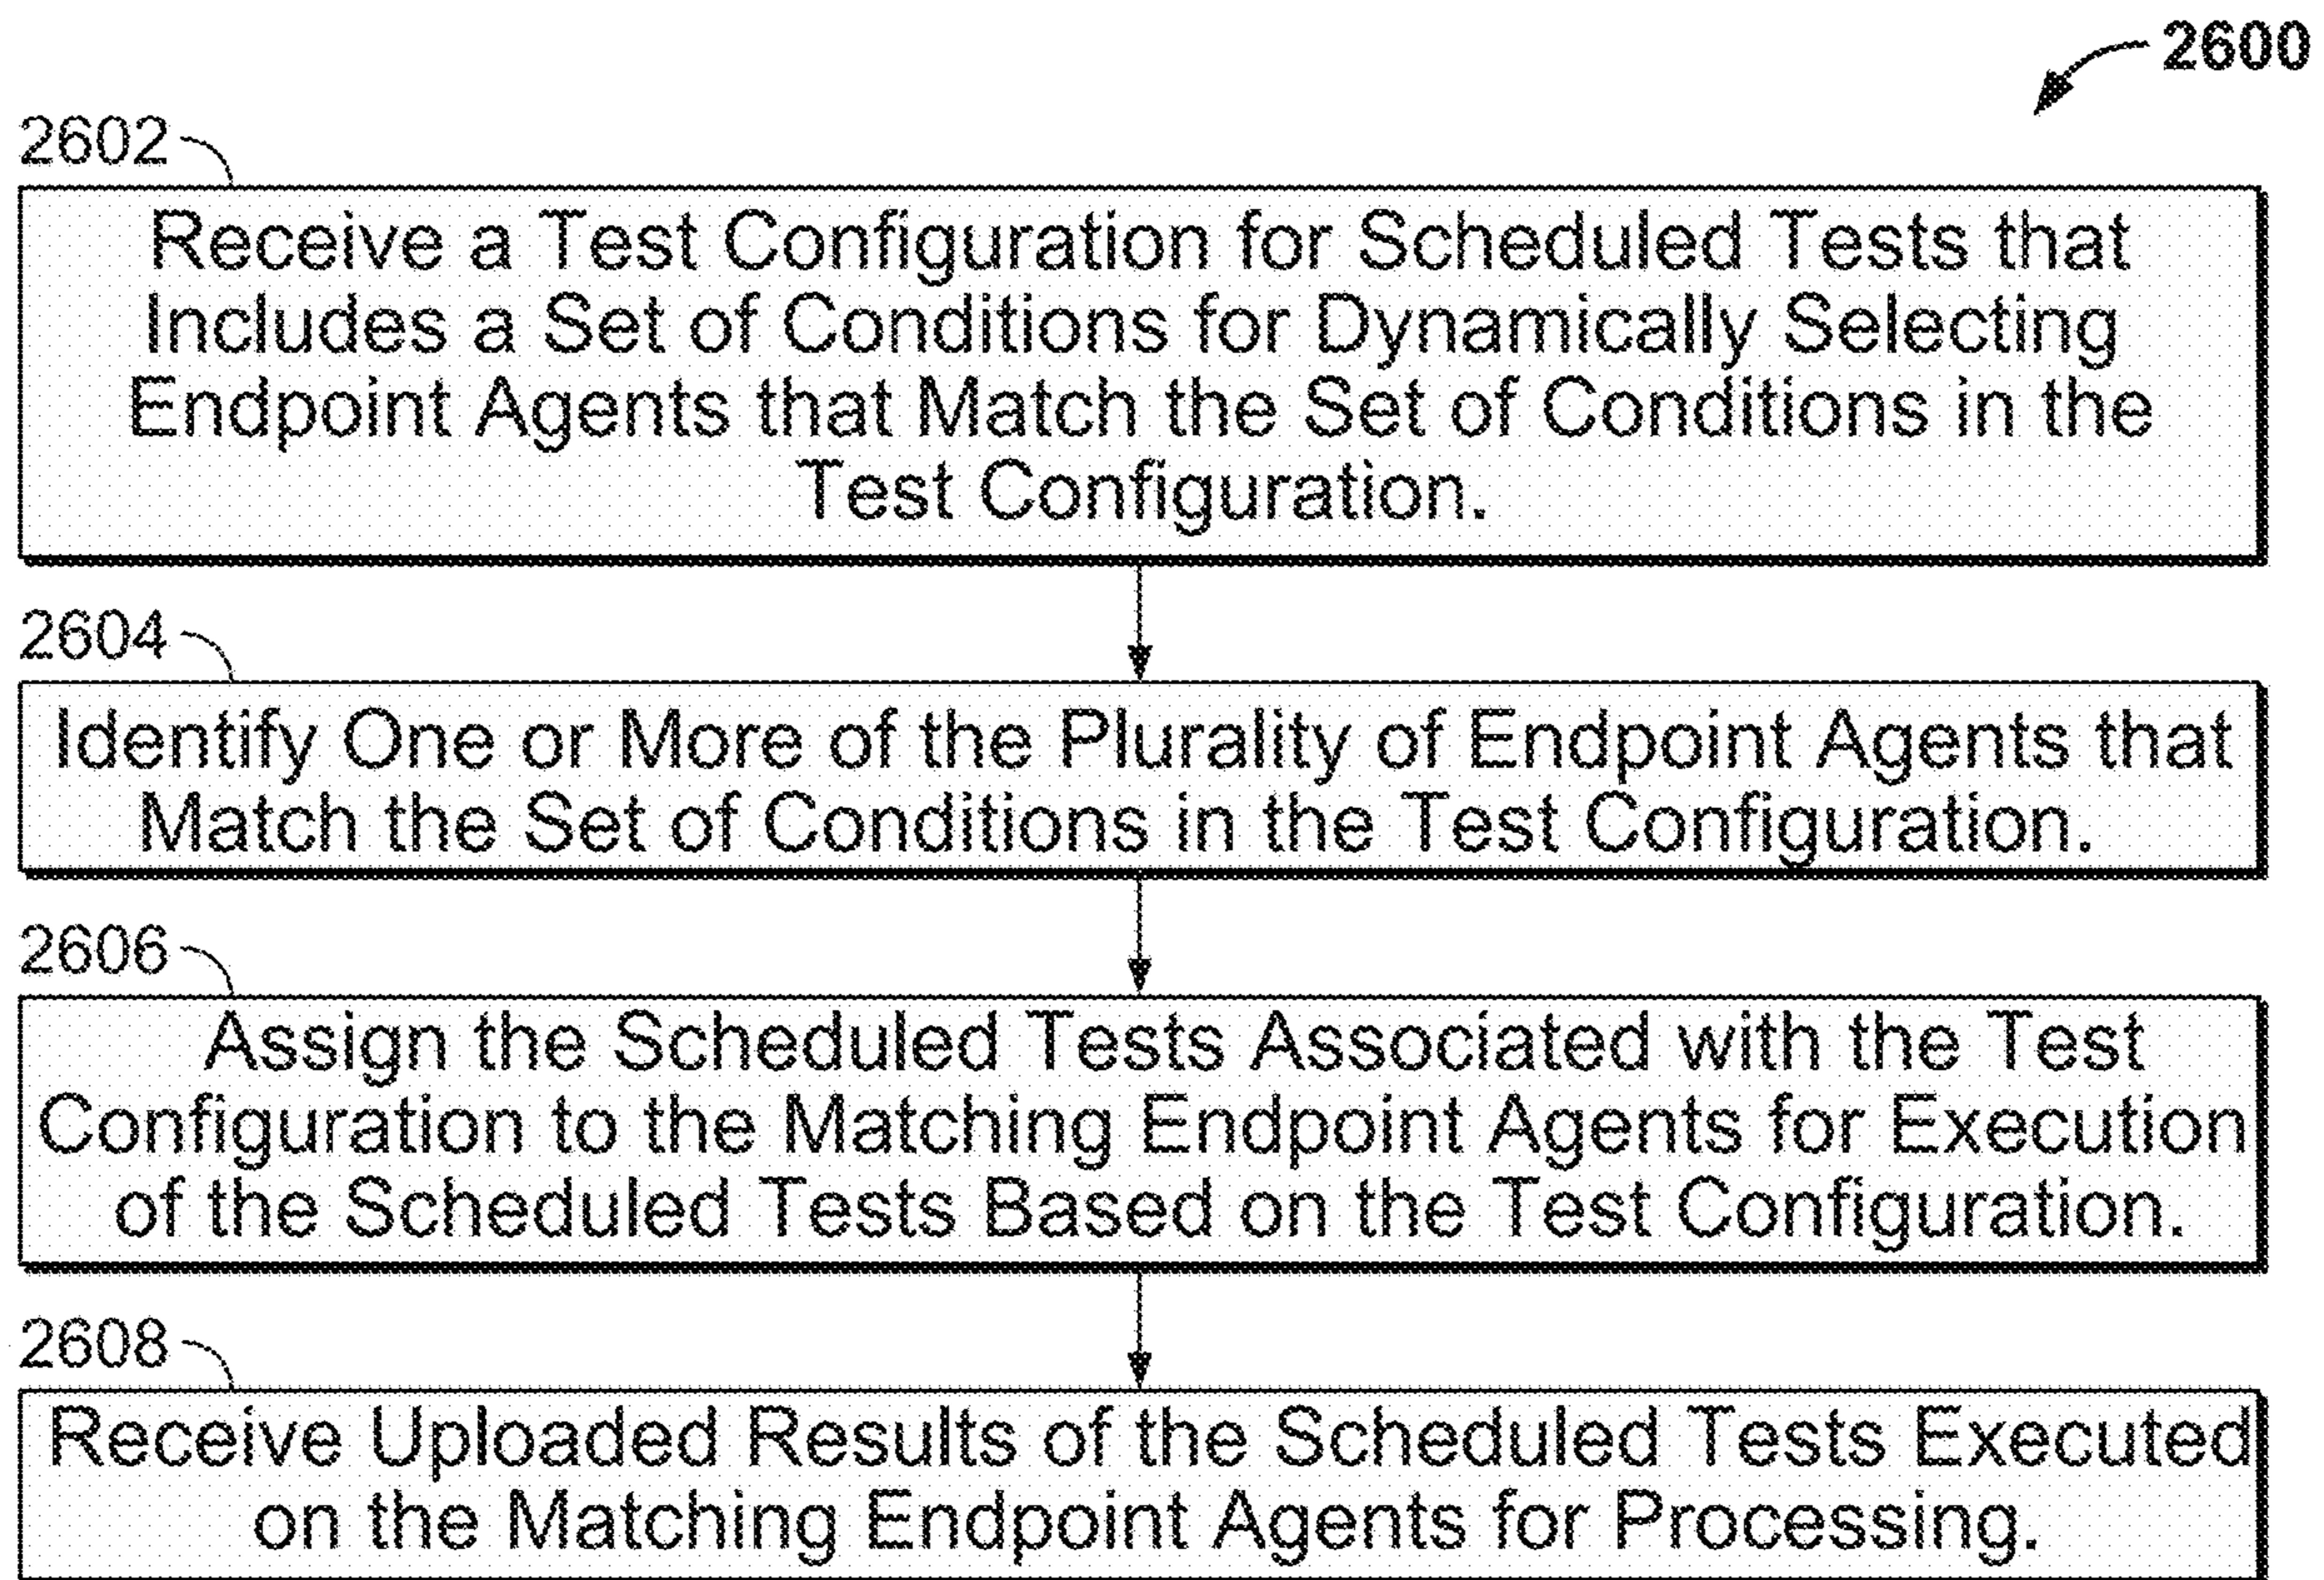 2600
2602
Receive a Test Configuration for Scheduled Tests that
Includes a Set of Conditions for Dynamically Selecting
Endpoint Agents that Match the Set of Conditions in the
Test Configuration.
2604
Identify One or More of the Plurality of Endpoint Agents that
Match the Set of Conditions in the Test Configuration.
2606
Assign the Scheduled Tests Associated with the Test
Configuration to the Matching Endpoint Agents for Execution
of the Scheduled Tests Based on the Test Configuration.
2608
Receive Uploaded Results of the Scheduled Tests Executed
on the Matching Endpoint Agents for Processing.